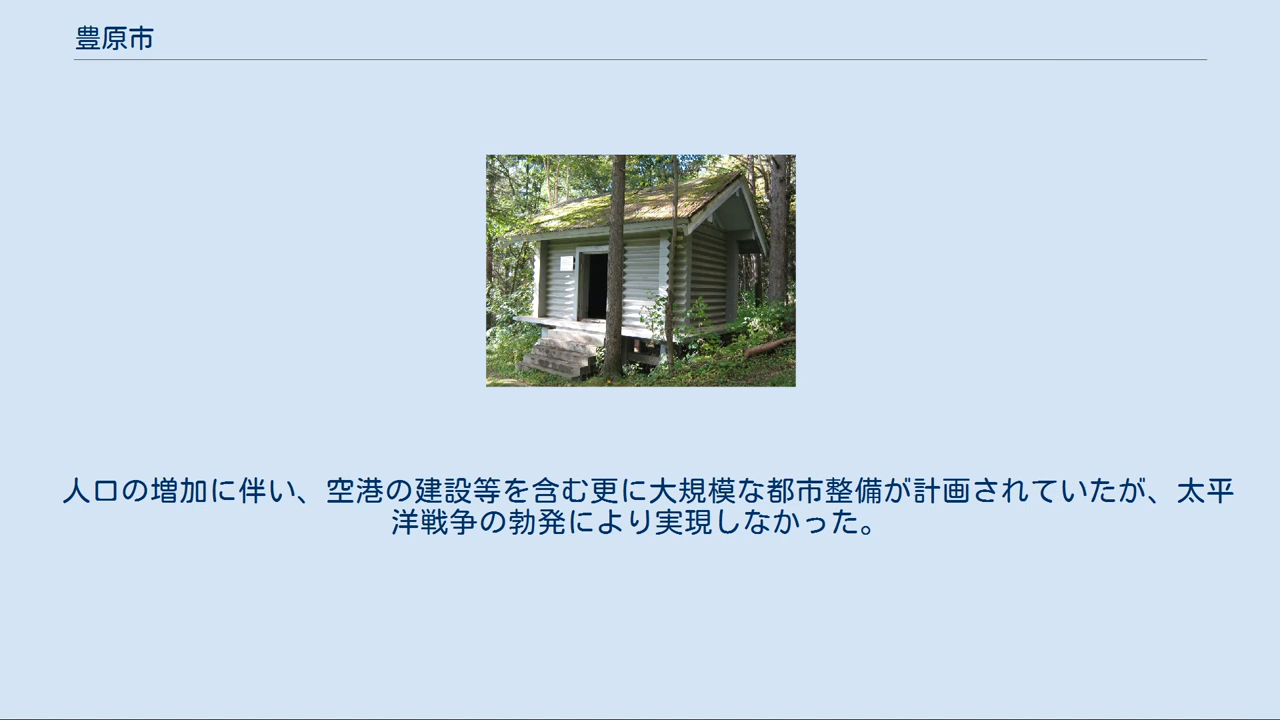 豊原市
人口の増加に伴い、空港の建設等を含む更に大規模な都市整備が計画されていたが、太平
洋戦争の勃発により実現しなかった。